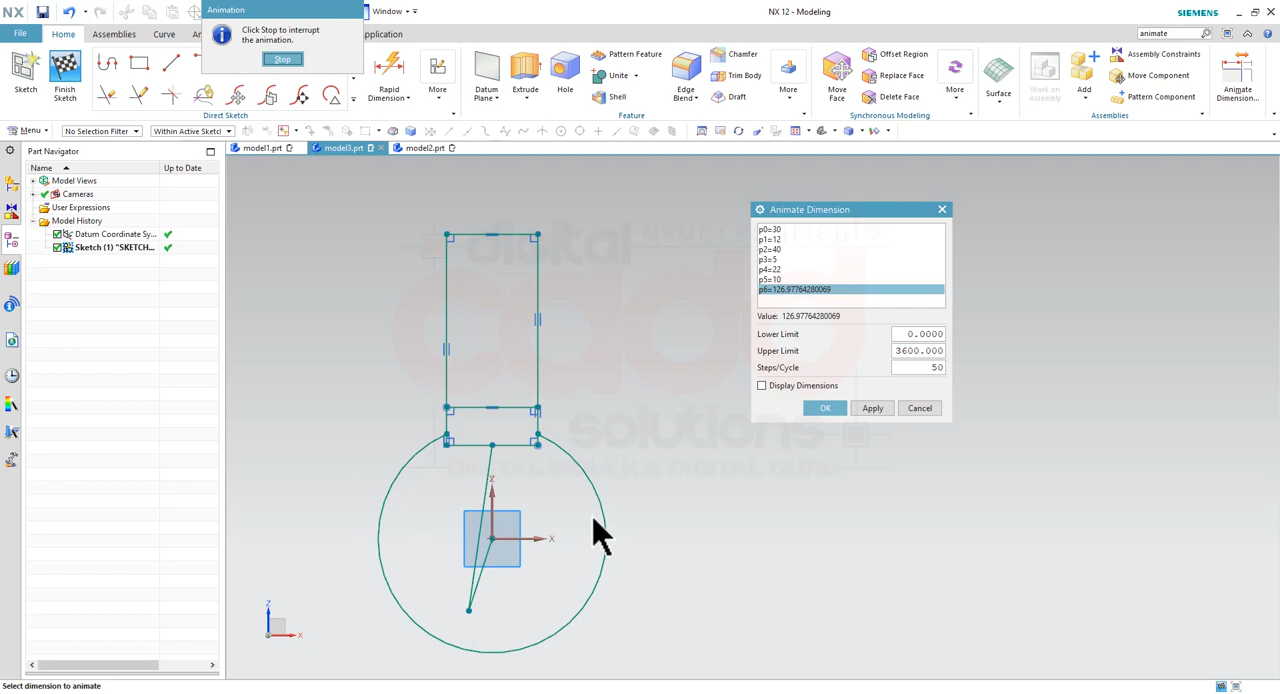 NX
Window
NX 12 - Modeling
SIEMENS
File
Home
Assemblies
Curve
pplication
animate
Animation
Click Stop to interrupt
the animation.
Stop
Sketch
Finish
Sketch
Direct Sketch
Rapid
Dimension
More
Datum
Plane
Extrude
Hole
Pattern Feature
Unite
Shell
Edge
Blend
Chamfer
Trim Body
Draft
More
Feature
Move
Face
Offset Region
Replace Face
Delete Face
More
Synchronous Modeling
Surface
Work on
Assembly
Add
Assembly Constraints
Move Component
Pattern Component
Assemblies
Animate
Dimension...
Menu
No Selection Filter
Within Active Sketcl
Part Navigator
model1.prt
model3.prt
model2.prt
Name
Up to Date
Model Views
Cameras
User Expressions
Model History
Datum Coordinate Sy...
Sketch (1) "SKETCH...
digital
cadd
solutions
Animate Dimension
p0=30
p1=12
p2=40
p3=5
p4=22
p5=10
p6=126.97764280069
Value: 126.97764280069
Lower Limit
0.0000
Upper Limit
3600.000
Steps/Cycle
50
Display Dimensions
OK
Apply
Cancel
X
Z
X
Select dimension to animate